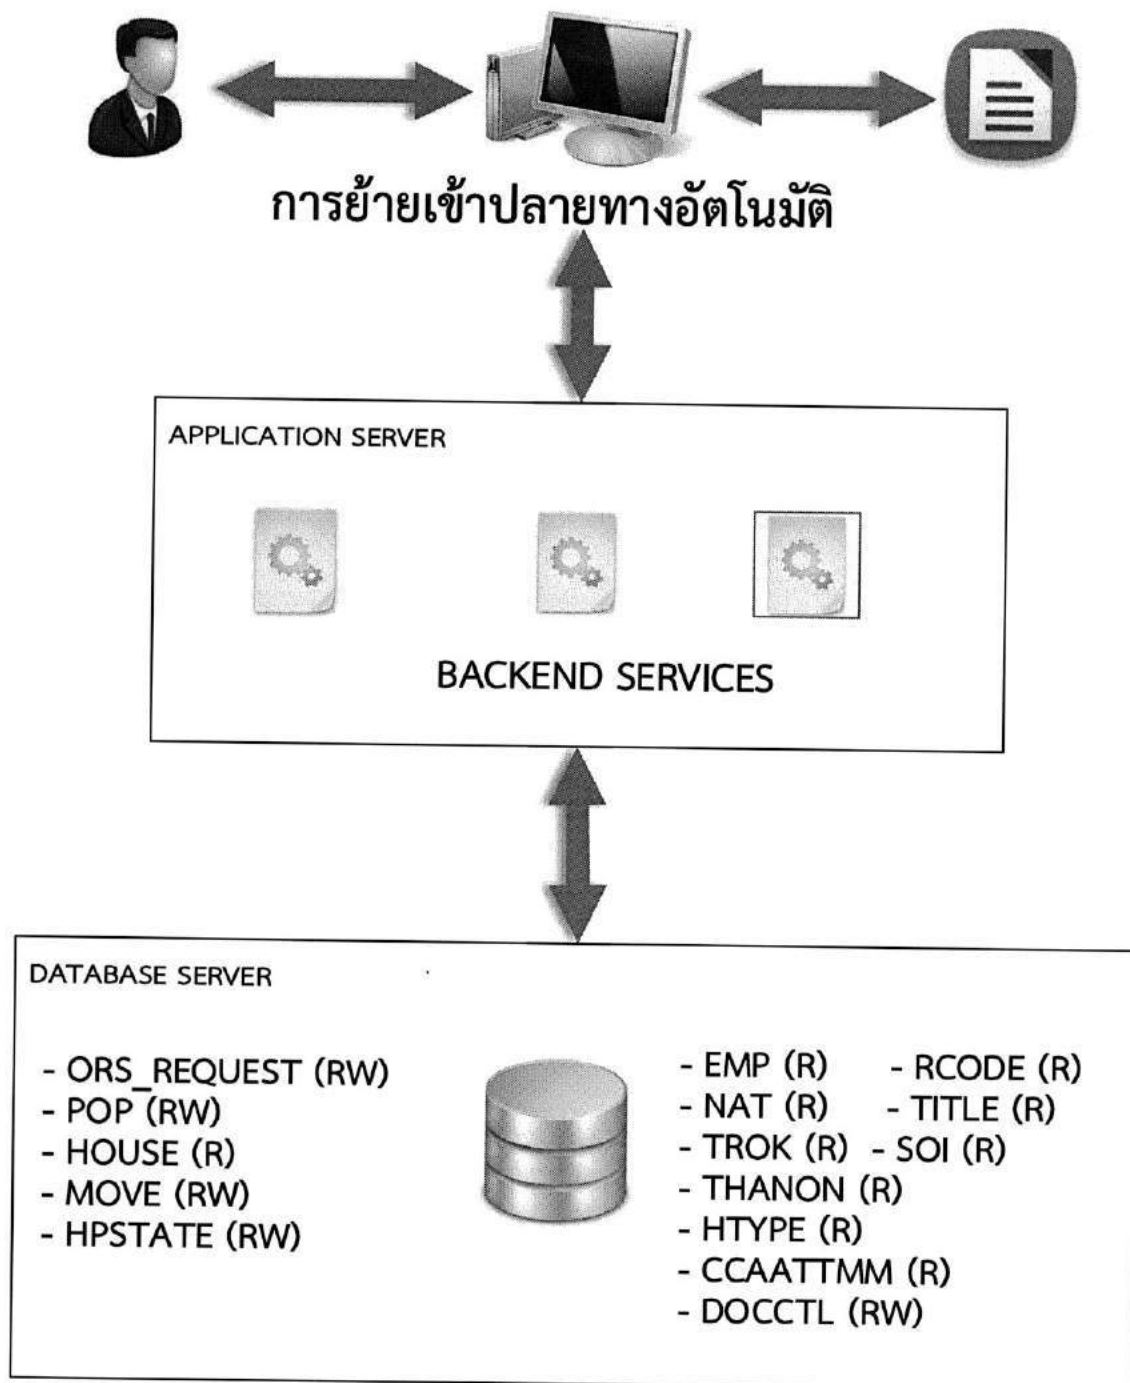 การย้ายเข้าปลายทางอัตโนมัติ
APPLICATION SERVER
BACKEND SERVICES
DATABASE SERVER
- ORS_REQUEST (RW)
- POP (RW)
- HOUSE (R)
- MOVE (RW)
- HPSTATE (RW)
- EMP (R) - RCODE (R)
- NAT (R) - TITLE (R)
- TROK (R) - SOI (R)
- THANON (R)
- HTYPE (R)
- CCAATTMM (R)
- DOCCTL (RW)